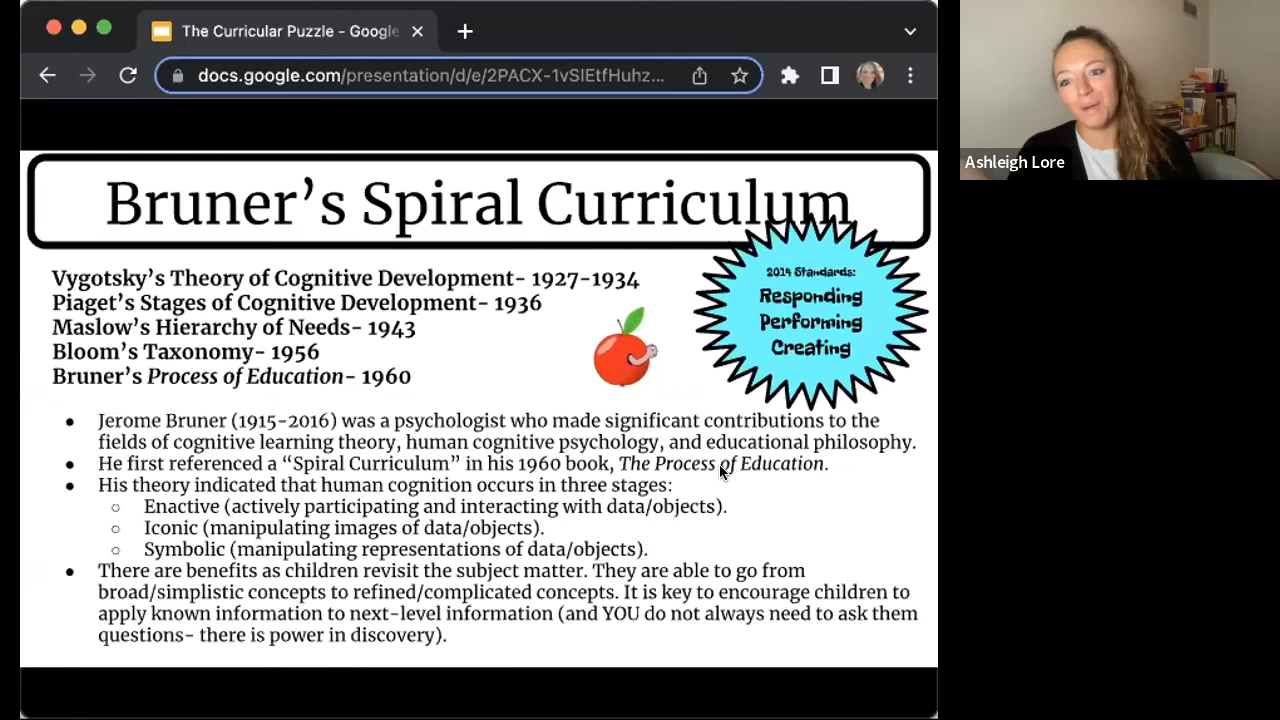 The Curricular Puzzle - Google
docs.google.com/presentation/d/e/2PACX-1vSlEtfHuhz...
Ashleigh Lore
Bruner’s Spiral Curriculum
Vygotsky’s Theory of Cognitive Development- 1927-1934
Piaget’s Stages of Cognitive Development- 1936
Maslow’s Hierarchy of Needs- 1943
Bloom’s Taxonomy- 1956
Bruner’s Process of Education- 1960
2014 Standards:
Responding
Performing
Creating
● Jerome Bruner (1915-2016) was a psychologist who made significant contributions to the
fields of cognitive learning theory, human cognitive psychology, and educational philosophy.
● He first referenced a “Spiral Curriculum” in his 1960 book, The Process of Education.
● His theory indicated that human cognition occurs in three stages:
○ Enactive (actively participating and interacting with data/objects).
○ Iconic (manipulating images of data/objects).
○ Symbolic (manipulating representations of data/objects).
● There are benefits as children revisit the subject matter. They are able to go from
broad/simplistic concepts to refined/complicated concepts. It is key to encourage children to
apply known information to next-level information (and YOU do not always need to ask them
questions- there is power in discovery).